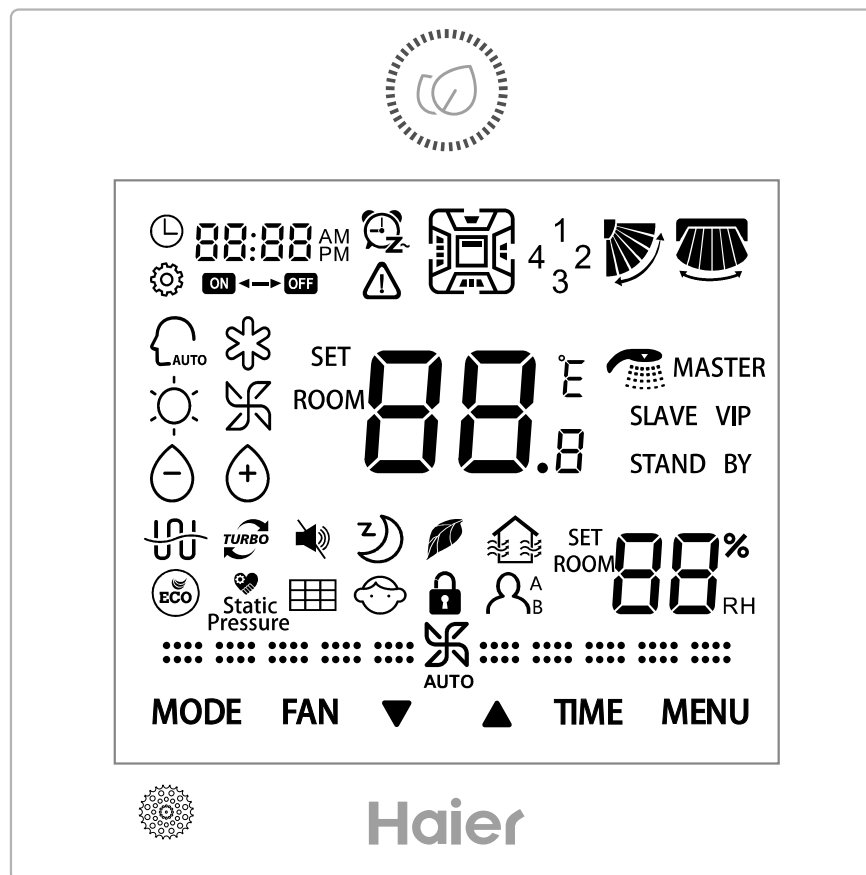 88:88 AM
PM
ON OFF
1
4 2
3
AUTO
SET
ROOM
88.8
°E
MASTER
SLAVE VIP
STAND BY
Z
TURBO
Z
SET
ROOM
88%
RH
ECO
Static
Pressure
A
B
AUTO
MODE FAN ▼ ▲ TIME MENU
Haier